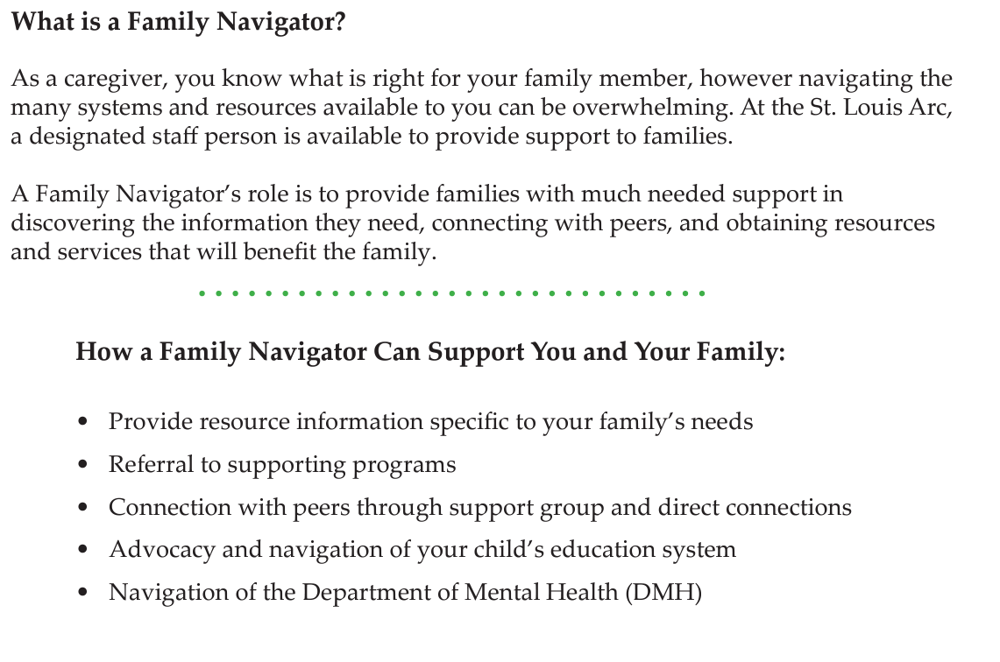 What is a Family Navigator?
As a caregiver, you know what is right for your family member, however navigating the
many systems and resources available to you can be overwhelming. At the St. Louis Arc,
a designated staff person is available to provide support to families.
A Family Navigator’s role is to provide families with much needed support in
discovering the information they need, connecting with peers, and obtaining resources
and services that will benefit the family.
How a Family Navigator Can Support You and Your Family:
• Provide resource information specific to your family’s needs
• Referral to supporting programs
• Connection with peers through support group and direct connections
• Advocacy and navigation of your child’s education system
• Navigation of the Department of Mental Health (DMH)